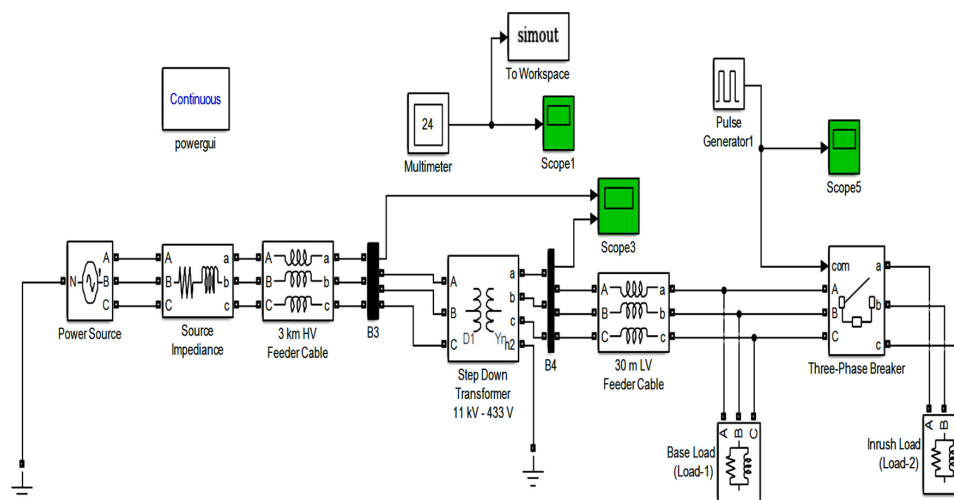 simout
To Workspace
Continuous
powergui
24
Multimeter
Scope1
Pulse
Generator1
Scope5
Scope3
N
A
B
C
Power Source
A
B
C
a
b
c
Source
Impedance
A
B
C
a
b
c
3 km HV
Feeder Cable
B3
A
B
C
D1
Yn
a
b
c
n2
Step Down
Transformer
11 kV - 433 V
B4
A
B
C
a
b
c
30 m LV
Feeder Cable
com
A
B
C
a
b
c
Three-Phase Breaker
A
B
C
Base Load
(Load-1)
A
B
Inrush Load
(Load-2)